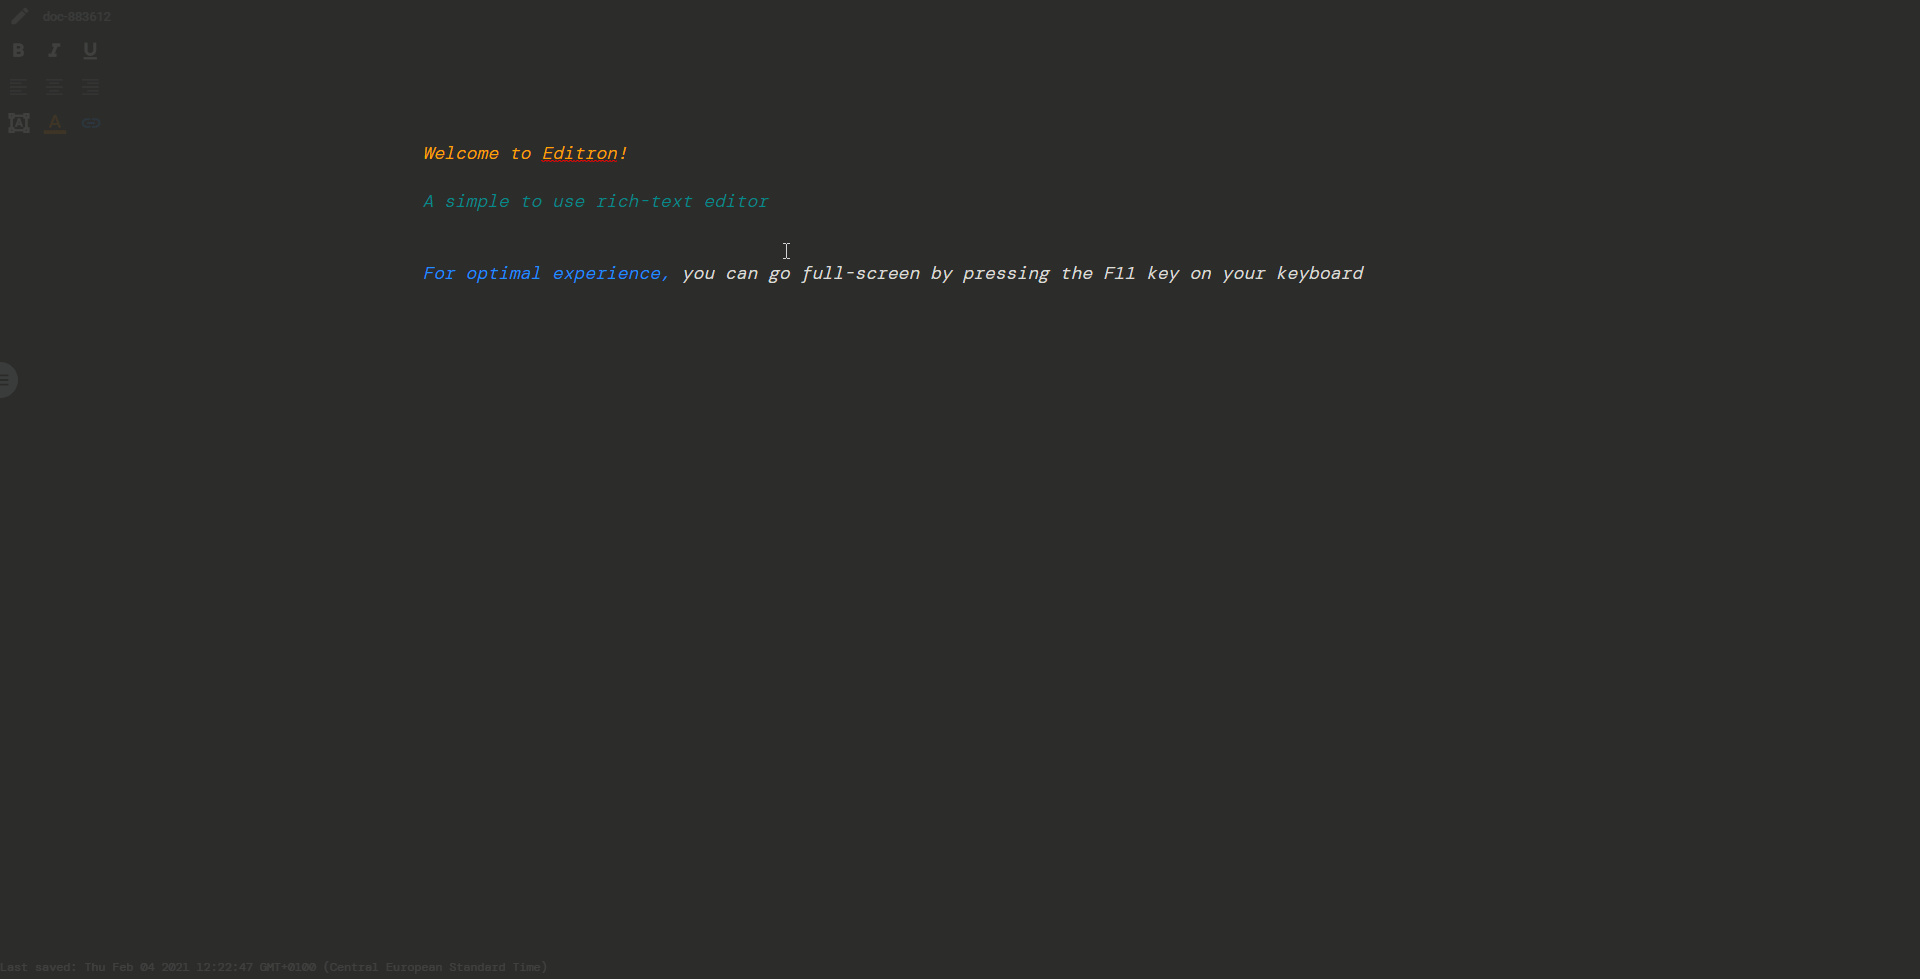 doc-883612
B I U
A A
Welcome to Editron!
A simple to use rich-text editor
For optimal experience, you can go full-screen by pressing the F11 key on your keyboard
Last saved: Thu Feb 04 2021 12:22:47 GMT+0100 (Central European Standard Time)